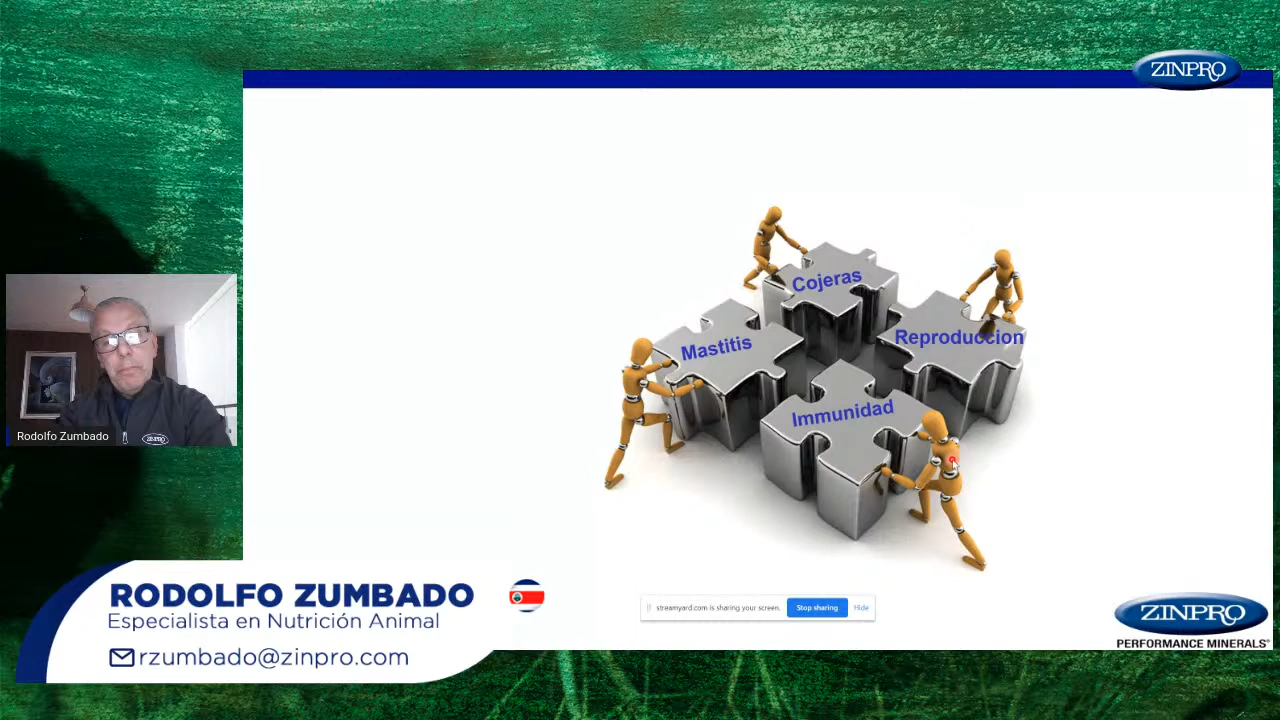 ZINPRO
Cojeras
Reproduccion
Mastitis
Immunidad
Rodolfo Zumbado
ZINPRO
RODOLFO ZUMBADO
Especialista en Nutrición Animal
rzumbado@zinpro.com
streamyard.com is sharing your screen.
Stop sharing
Hide
ZINPRO
PERFORMANCE MINERALS®